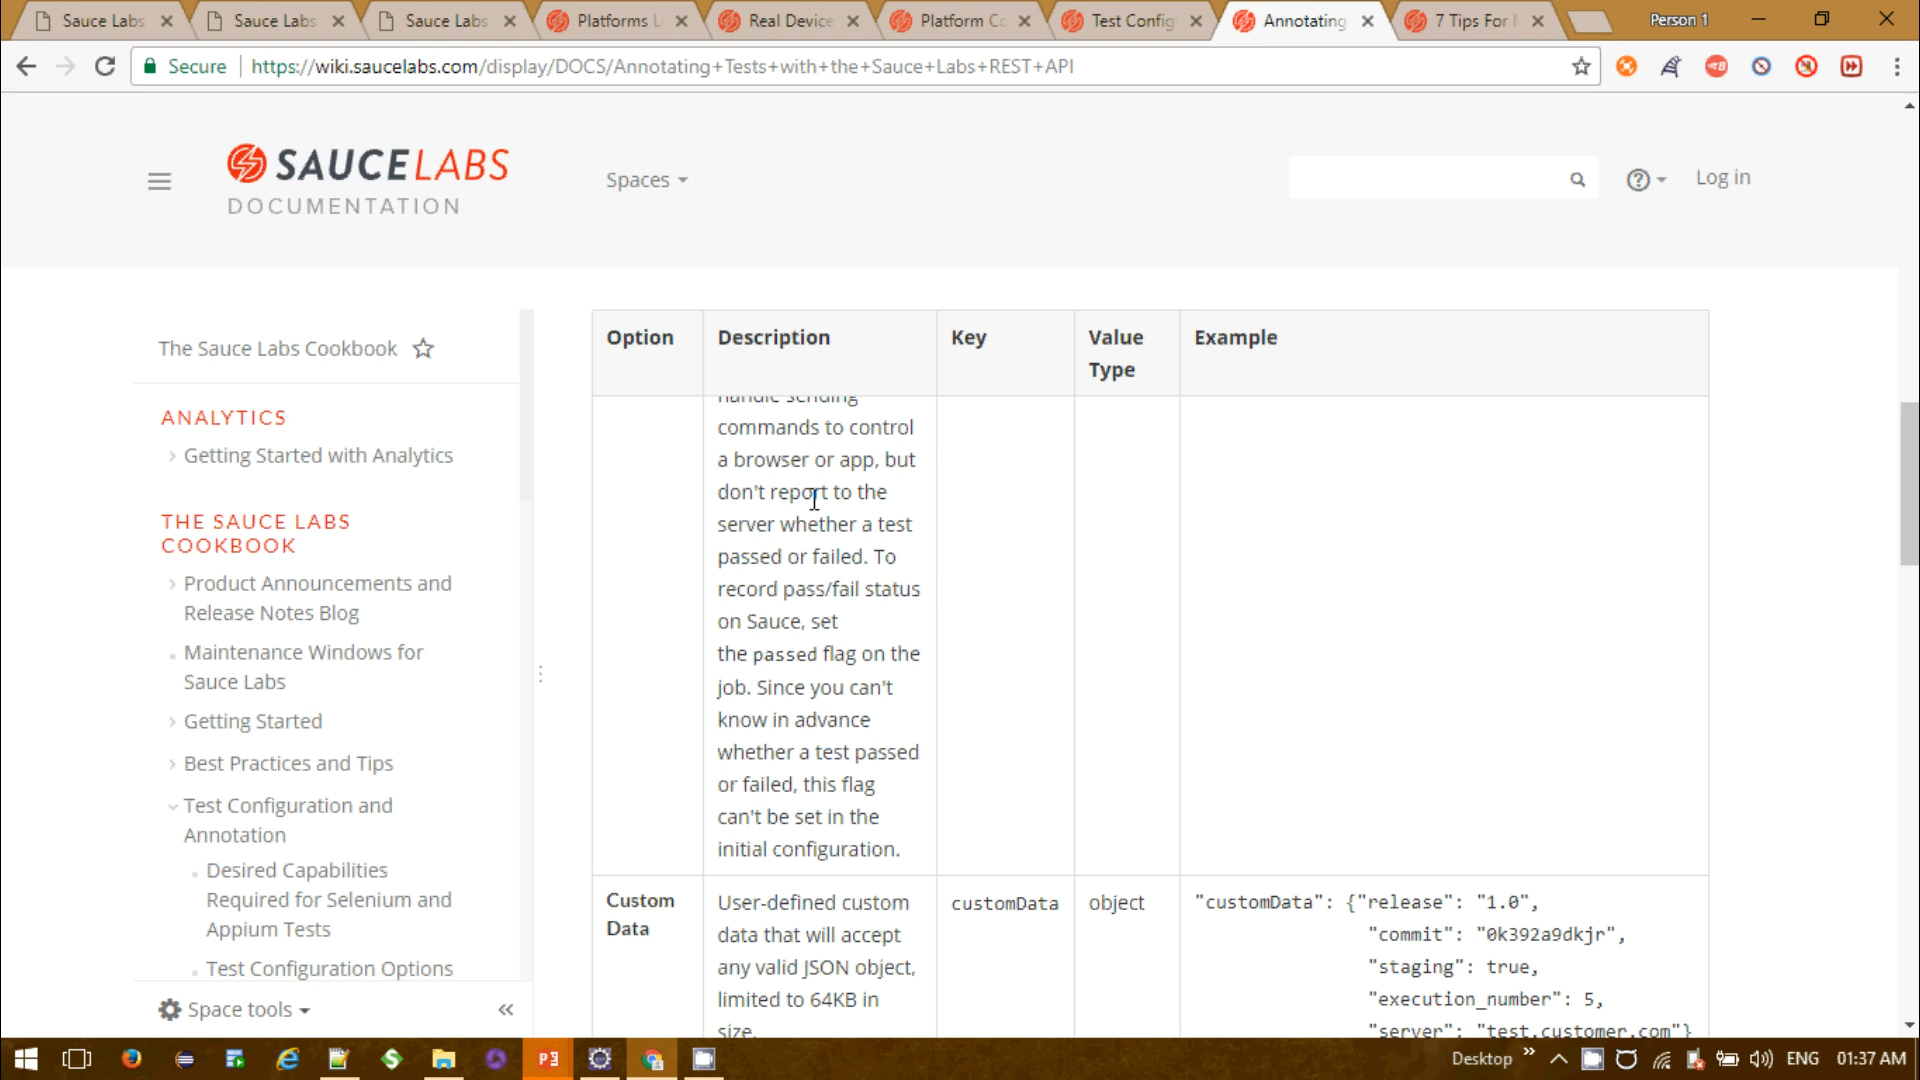 Sauce Labs
Sauce Labs
Sauce Labs
Platforms L
Real Device
Platform Co
Test Config
Annotating
7 Tips For
Person 1
Secure
https://wiki.saucelabs.com/display/DOCS/Annotating+Tests+with+the+Sauce+Labs+REST+API
SAUCELABS
DOCUMENTATION
Spaces
Log in
The Sauce Labs Cookbook
ANALYTICS
Getting Started with Analytics
THE SAUCE LABS
COOKBOOK
Product Announcements and
Release Notes Blog
Maintenance Windows for
Sauce Labs
Getting Started
Best Practices and Tips
Test Configuration and
Annotation
Desired Capabilities
Required for Selenium and
Appium Tests
Test Configuration Options
Space tools
Option
Description
Key
Value
Type
Example
handle sending
commands to control
a browser or app, but
don't report to the
server whether a test
passed or failed. To
record pass/fail status
on Sauce, set
the passed flag on the
job. Since you can't
know in advance
whether a test passed
or failed, this flag
can't be set in the
initial configuration.
Custom
Data
User-defined custom
data that will accept
any valid JSON object,
limited to 64KB in
size.
customData
object
"customData": {"release": "1.0",
"commit": "0k392a9dkjr",
"staging": true,
"execution_number": 5,
"server": "test.customer.com"}
Desktop
ENG
01:37 AM